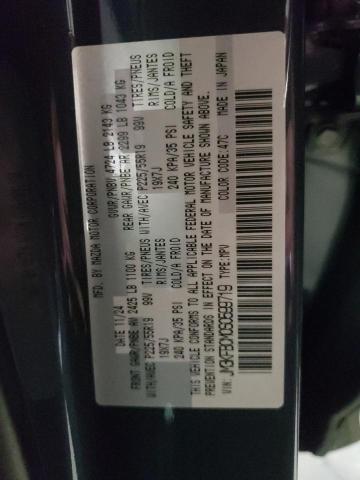 MFD. BY MAZDA MOTOR CORPORATION
DATE: 11/24 GVWR/PNBV 4724 LB 2143 KG
FRONT GAWR/PNBE AV 2425 LB 1100 KG REAR GAWR/PNBE AR 2299 LB 1043 KG
WITH/AVEC P225/55R19 99V TIRES/PNEUS WITH/AVEC P225/55R19 99V TIRES/PNEUS
19X7J RIMS/JANTES 19X7J RIMS/JANTES
240 KPA/35 PSI COLD/A FROID 240 KPA/35 PSI COLD/A FROID
THIS VEHICLE CONFORMS TO ALL APPLICABLE FEDERAL MOTOR VEHICLE SAFETY AND THEFT
PREVENTION STANDARDS IN EFFECT ON THE DATE OF MANUFACTURE SHOWN ABOVE.
VIN: TYPE:MPV COLOR CODE:47C MADE IN JAPAN